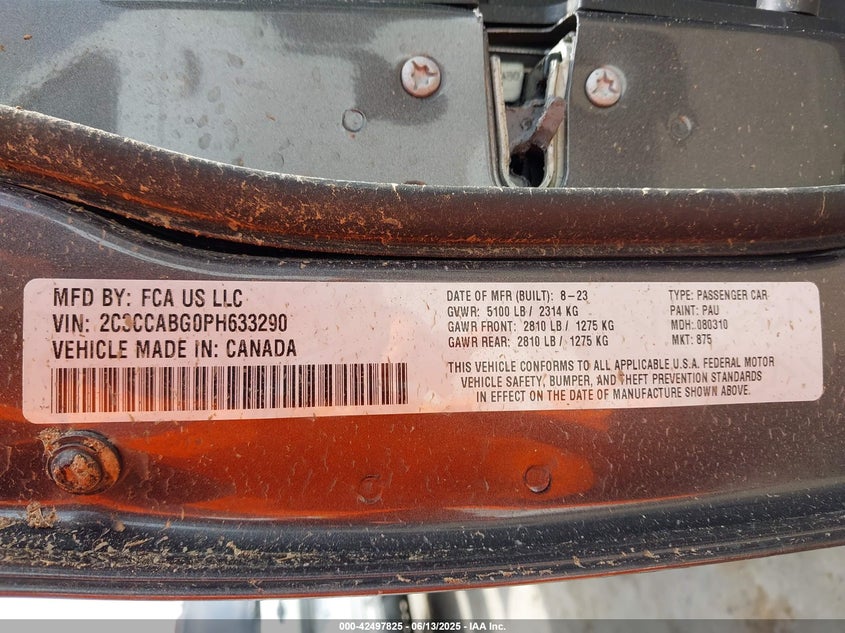 MFD BY: FCA US LLC
VIN: 2C3CCABG0PH633290
VEHICLE MADE IN: CANADA
DATE OF MFR (BUILT): 8-23
GVWR: 5100 LB / 2314 KG
GAWR FRONT: 2810 LB / 1275 KG
GAWR REAR: 2810 LB / 1275 KG
TYPE: PASSENGER CAR
PAINT: PAU
MDH: 080310
MKT: 875
THIS VEHICLE CONFORMS TO ALL APPLICABLE U.S.A. FEDERAL MOTOR
VEHICLE SAFETY, BUMPER, AND THEFT PREVENTION STANDARDS
IN EFFECT ON THE DATE OF MANUFACTURE SHOWN ABOVE.
000-42497825 - 06/13/2025 - IAA Inc.